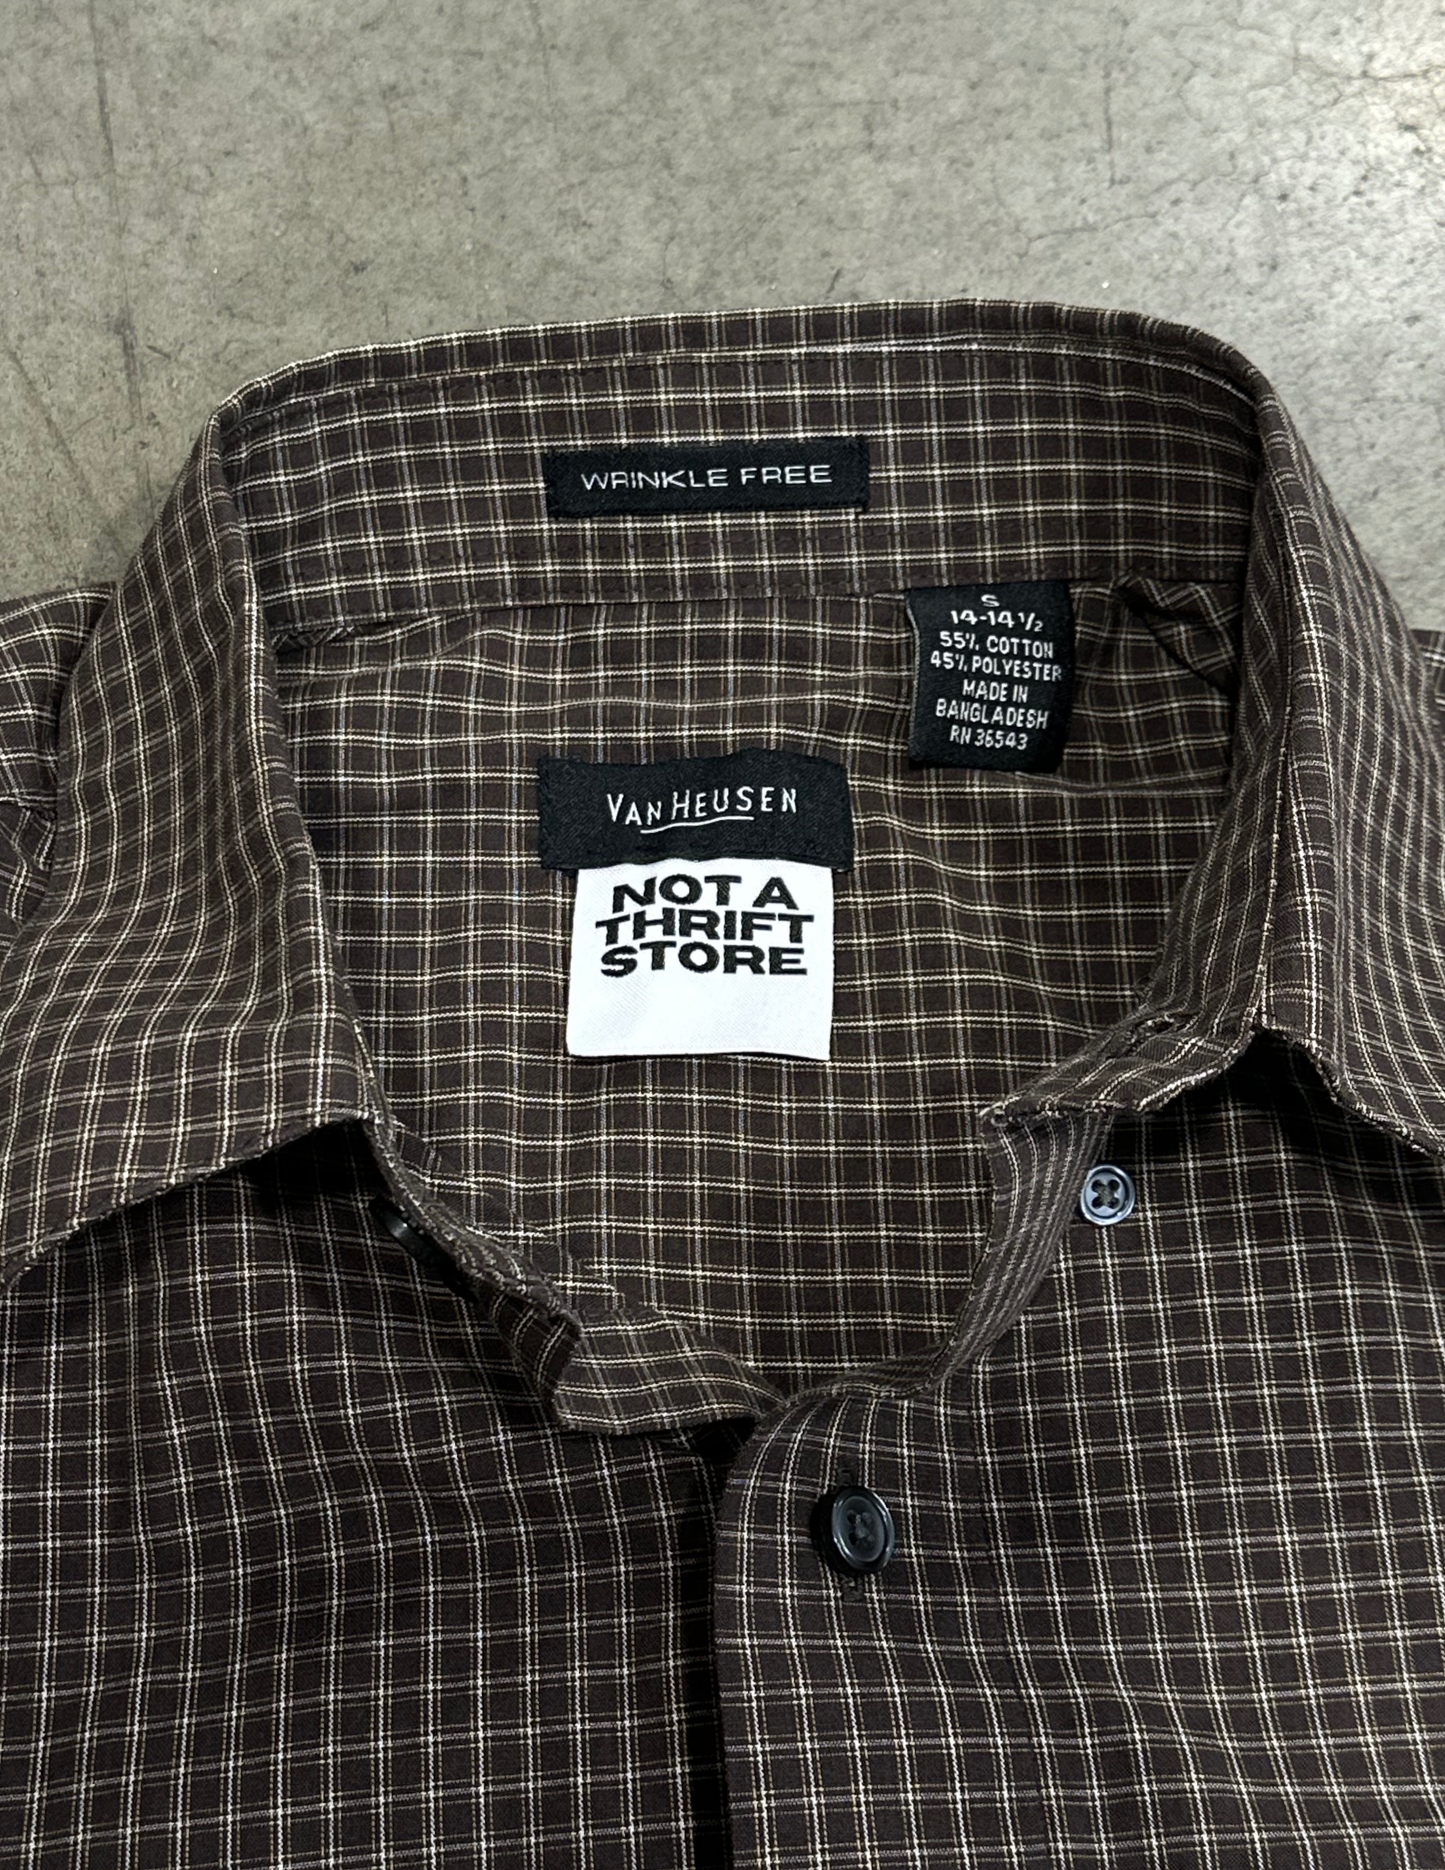 WRINKLE FREE
S
14-14 1/2
55% COTTON
45% POLYESTER
MADE IN
BANGLADESH
RN 36543
VAN HEUSEN
NOT A
THRIFT
STORE